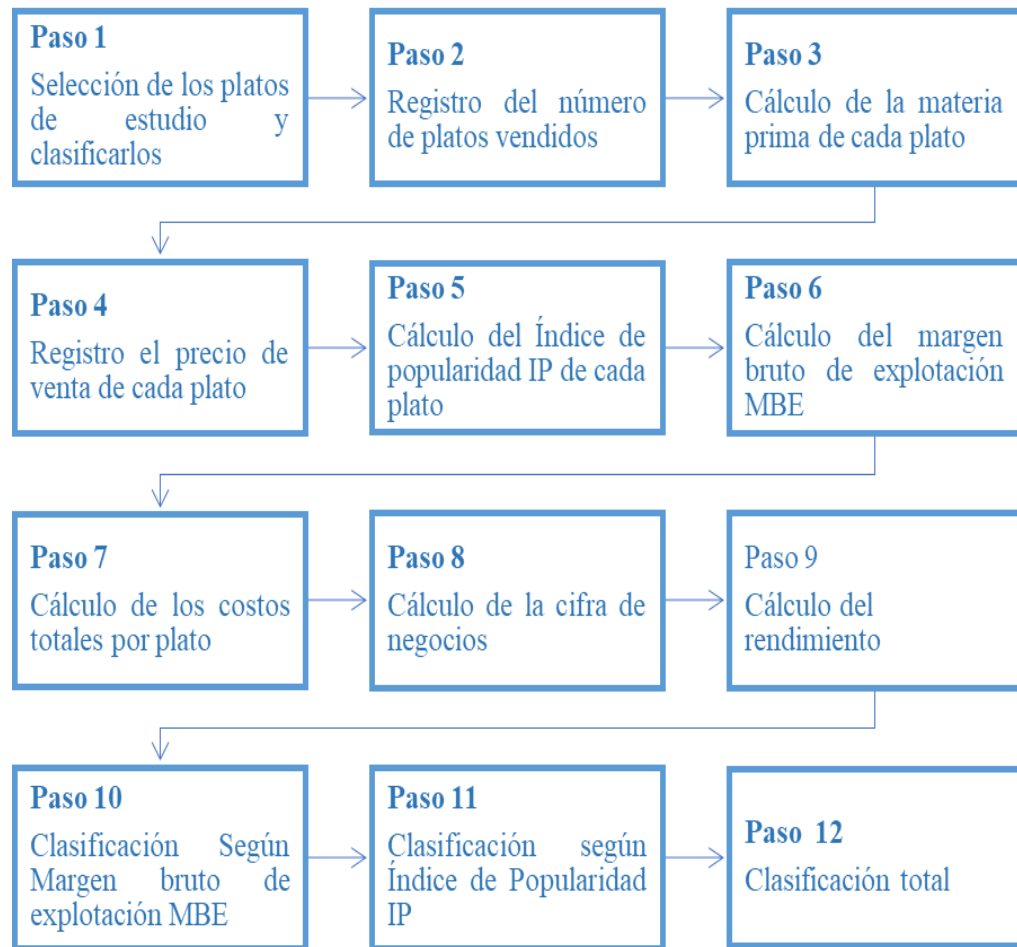 Paso 1
Selección de los platos
de estudio y
clasificarlos
Paso 2
Registro del número
de platos vendidos
Paso 3
Cálculo de la materia
prima de cada plato
Paso 4
Registro el precio de
venta de cada plato
Paso 5
Cálculo del Índice de
popularidad IP de cada
plato
Paso 6
Cálculo del margen
bruto de explotación
MBE
Paso 7
Cálculo de los costos
totales por plato
Paso 8
Cálculo de la cifra de
negocios
Paso 9
Cálculo del
rendimiento
Paso 10
Clasificación Según
Margen bruto de
explotación MBE
Paso 11
Clasificación según
Índice de Popularidad
IP
Paso 12
Clasificación total